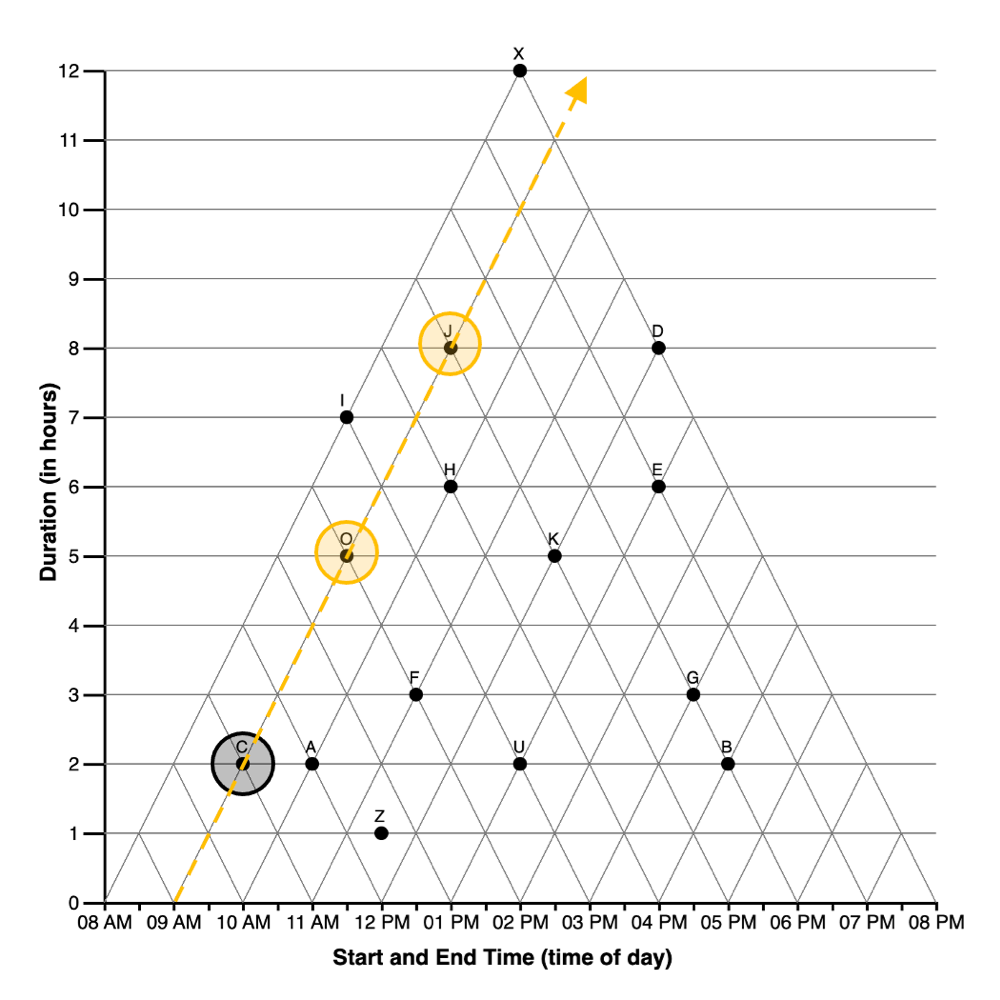 X
12
11
10
9
J
D
8
I
7
H
E
6
O
K
5
4
F
G
3
C
A
U
B
2
Z
1
0
08 AM 09 AM 10 AM 11 AM 12 PM 01 PM 02 PM 03 PM 04 PM 05 PM 06 PM 07 PM 08 PM
Duration (in hours)
Start and End Time (time of day)